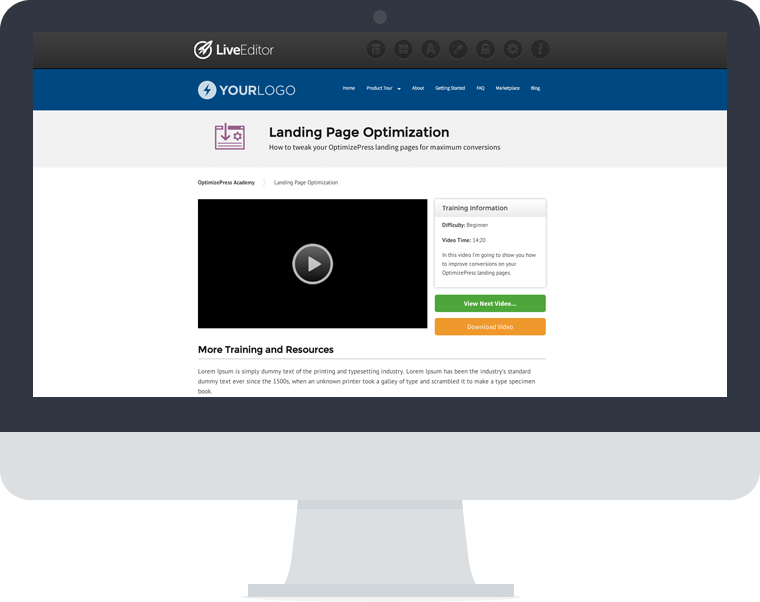 LiveEditor
YOURLOGO
Home Product Tour About Getting Started FAQ Marketplace Blog
Landing Page Optimization
How to tweak your OptimizePress landing pages for maximum conversions
OptimizePress Academy Landing Page Optimization
Training Information
Difficulty: Beginner
Video Time: 14:20
In this video I'm going to show you how
to improve conversions on your
OptimizePress landing pages.
View Next Video...
Download Video
More Training and Resources
Lorem Ipsum is simply dummy text of the printing and typesetting industry. Lorem Ipsum has been the industry's standard
dummy text ever since the 1500s, when an unknown printer took a galley of type and scrambled it to make a type specimen
book.